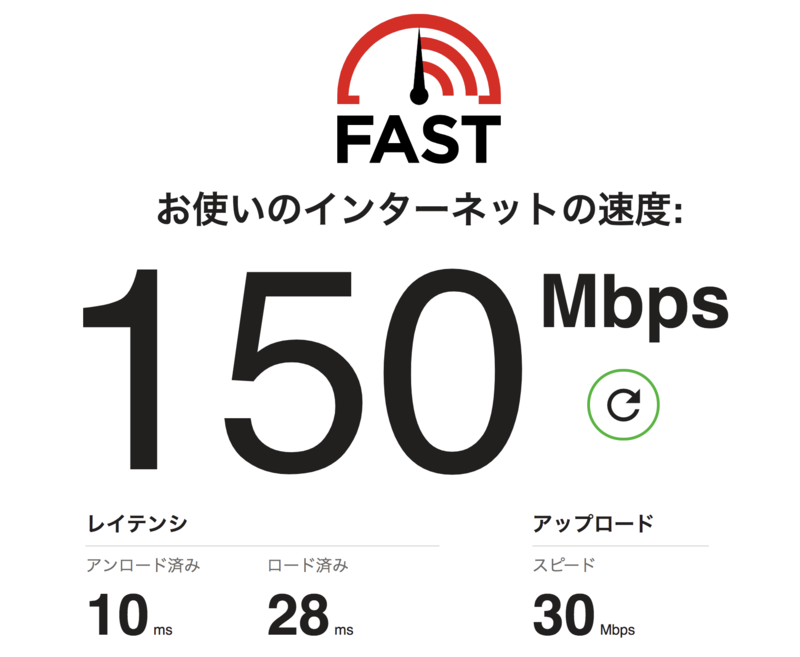 FAST
お使いのインターネットの速度:
150 Mbps
レイテンシ アップロード
アンロード済み ロード済み スピード
10 ms 28 ms 30 Mbps